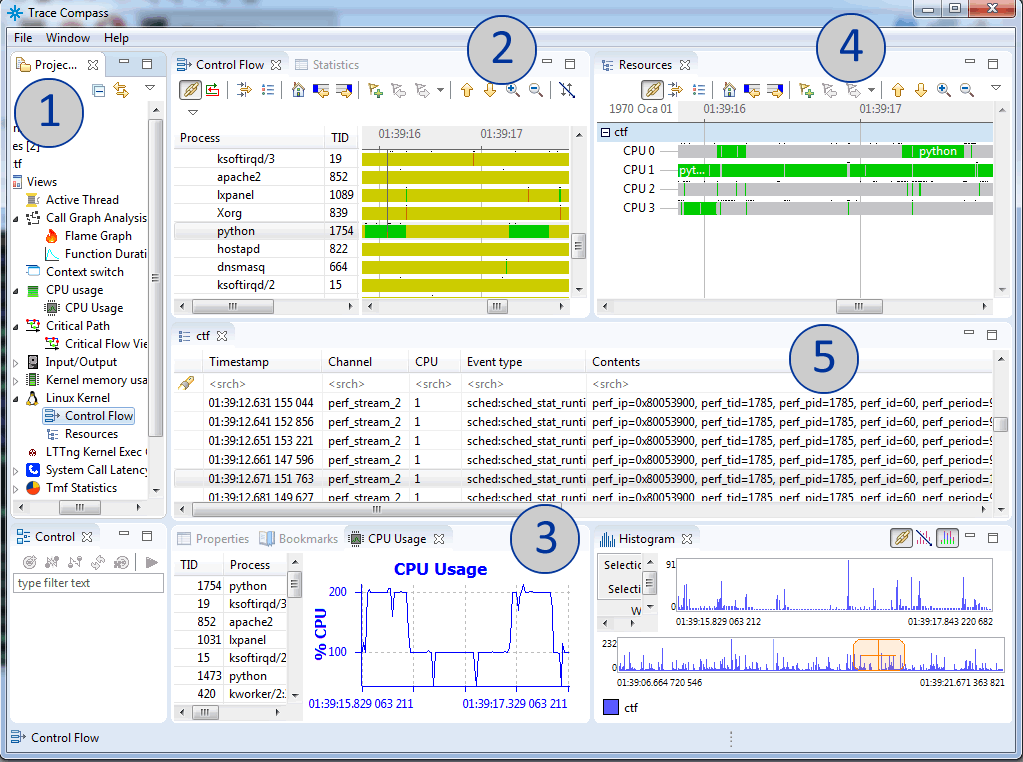 Trace Compass
File Window Help
Projec...
1
es [2]
tf
Views
Active Thread
Call Graph Analysis
Flame Graph
Function Durati
Context switch
CPU usage
CPU Usage
Critical Path
Critical Flow Vie
Input/Output
Kernel memory usa
Linux Kernel
Control Flow
Resources
LTTng Kernel Exec
System Call Latency
Tmf Statistics
Control
type filter text
Control Flow Statistics
2
Process TID 01:39:16 01:39:17
ksoftirqd/3 19
apache2 852
lxpanel 1089
Xorg 839
python 1754
hostapd 822
dnsmasq 664
ksoftirqd/2 15
Resources
4
1970 Oca 01 01:39:16 01:39:17
ctf
CPU 0 python
CPU 1 pyt...
CPU 2
CPU 3
ctf
5
Timestamp Channel CPU Event type Contents
<srch> <srch> <srch> <srch> <srch>
01:39:12.631 155 044 perf_stream_2 1 sched:sched_stat_runti perf_ip=0x80053900, perf_tid=1785, perf_pid=1785, perf_id=60, perf_period=9
01:39:12.641 152 856 perf_stream_2 1 sched:sched_stat_runti perf_ip=0x80053900, perf_tid=1785, perf_pid=1785, perf_id=60, perf_period=9
01:39:12.651 153 221 perf_stream_2 1 sched:sched_stat_runti perf_ip=0x80053900, perf_tid=1785, perf_pid=1785, perf_id=60, perf_period=9
01:39:12.661 147 596 perf_stream_2 1 sched:sched_stat_runti perf_ip=0x80053900, perf_tid=1785, perf_pid=1785, perf_id=60, perf_period=9
01:39:12.671 151 763 perf_stream_2 1 sched:sched_stat_runti perf_ip=0x80053900, perf_tid=1785, perf_pid=1785, perf_id=60, perf_period=1
01:39:12.681 149 627 perf_stream_2 1 sched:sched_stat_runti perf_ip=0x80053900, perf_tid=1785, perf_pid=1785, perf_id=60, perf_period=9
Properties Bookmarks CPU Usage
3
TID Process
1754 python
19 ksoftirqd/3
852 apache2
1031 lxpanel
15 ksoftirqd/2
1473 python
420 kworker/2:
CPU Usage
% CPU
200
100
01:39:15.829 063 211 01:39:17.329 063 211
Histogram
Selectio
Selecti
W
91
0
01:39:15.829 063 212 01:39:17.843 220 682
232
0
01:39:06.664 720 546 01:39:21.671 363 821
ctf
Control Flow